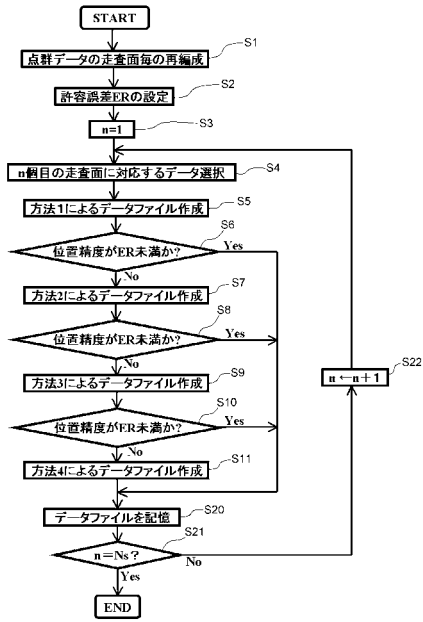 START
S1
点群データの走査面毎の再編成
S2
許容誤差ERの設定
S3
n=1
S4
n個目の走査面に対応するデータ選択
S5
方法1によるデータファイル作成
S6
位置精度がER未満か?
Yes
No
S7
方法2によるデータファイル作成
S8
位置精度がER未満か?
Yes
No
S9
方法3によるデータファイル作成
S10
位置精度がER未満か?
Yes
No
S11
方法4によるデータファイル作成
S20
データファイルを記憶
S21
n=Ns?
No
Yes
S22
n←n+1
END